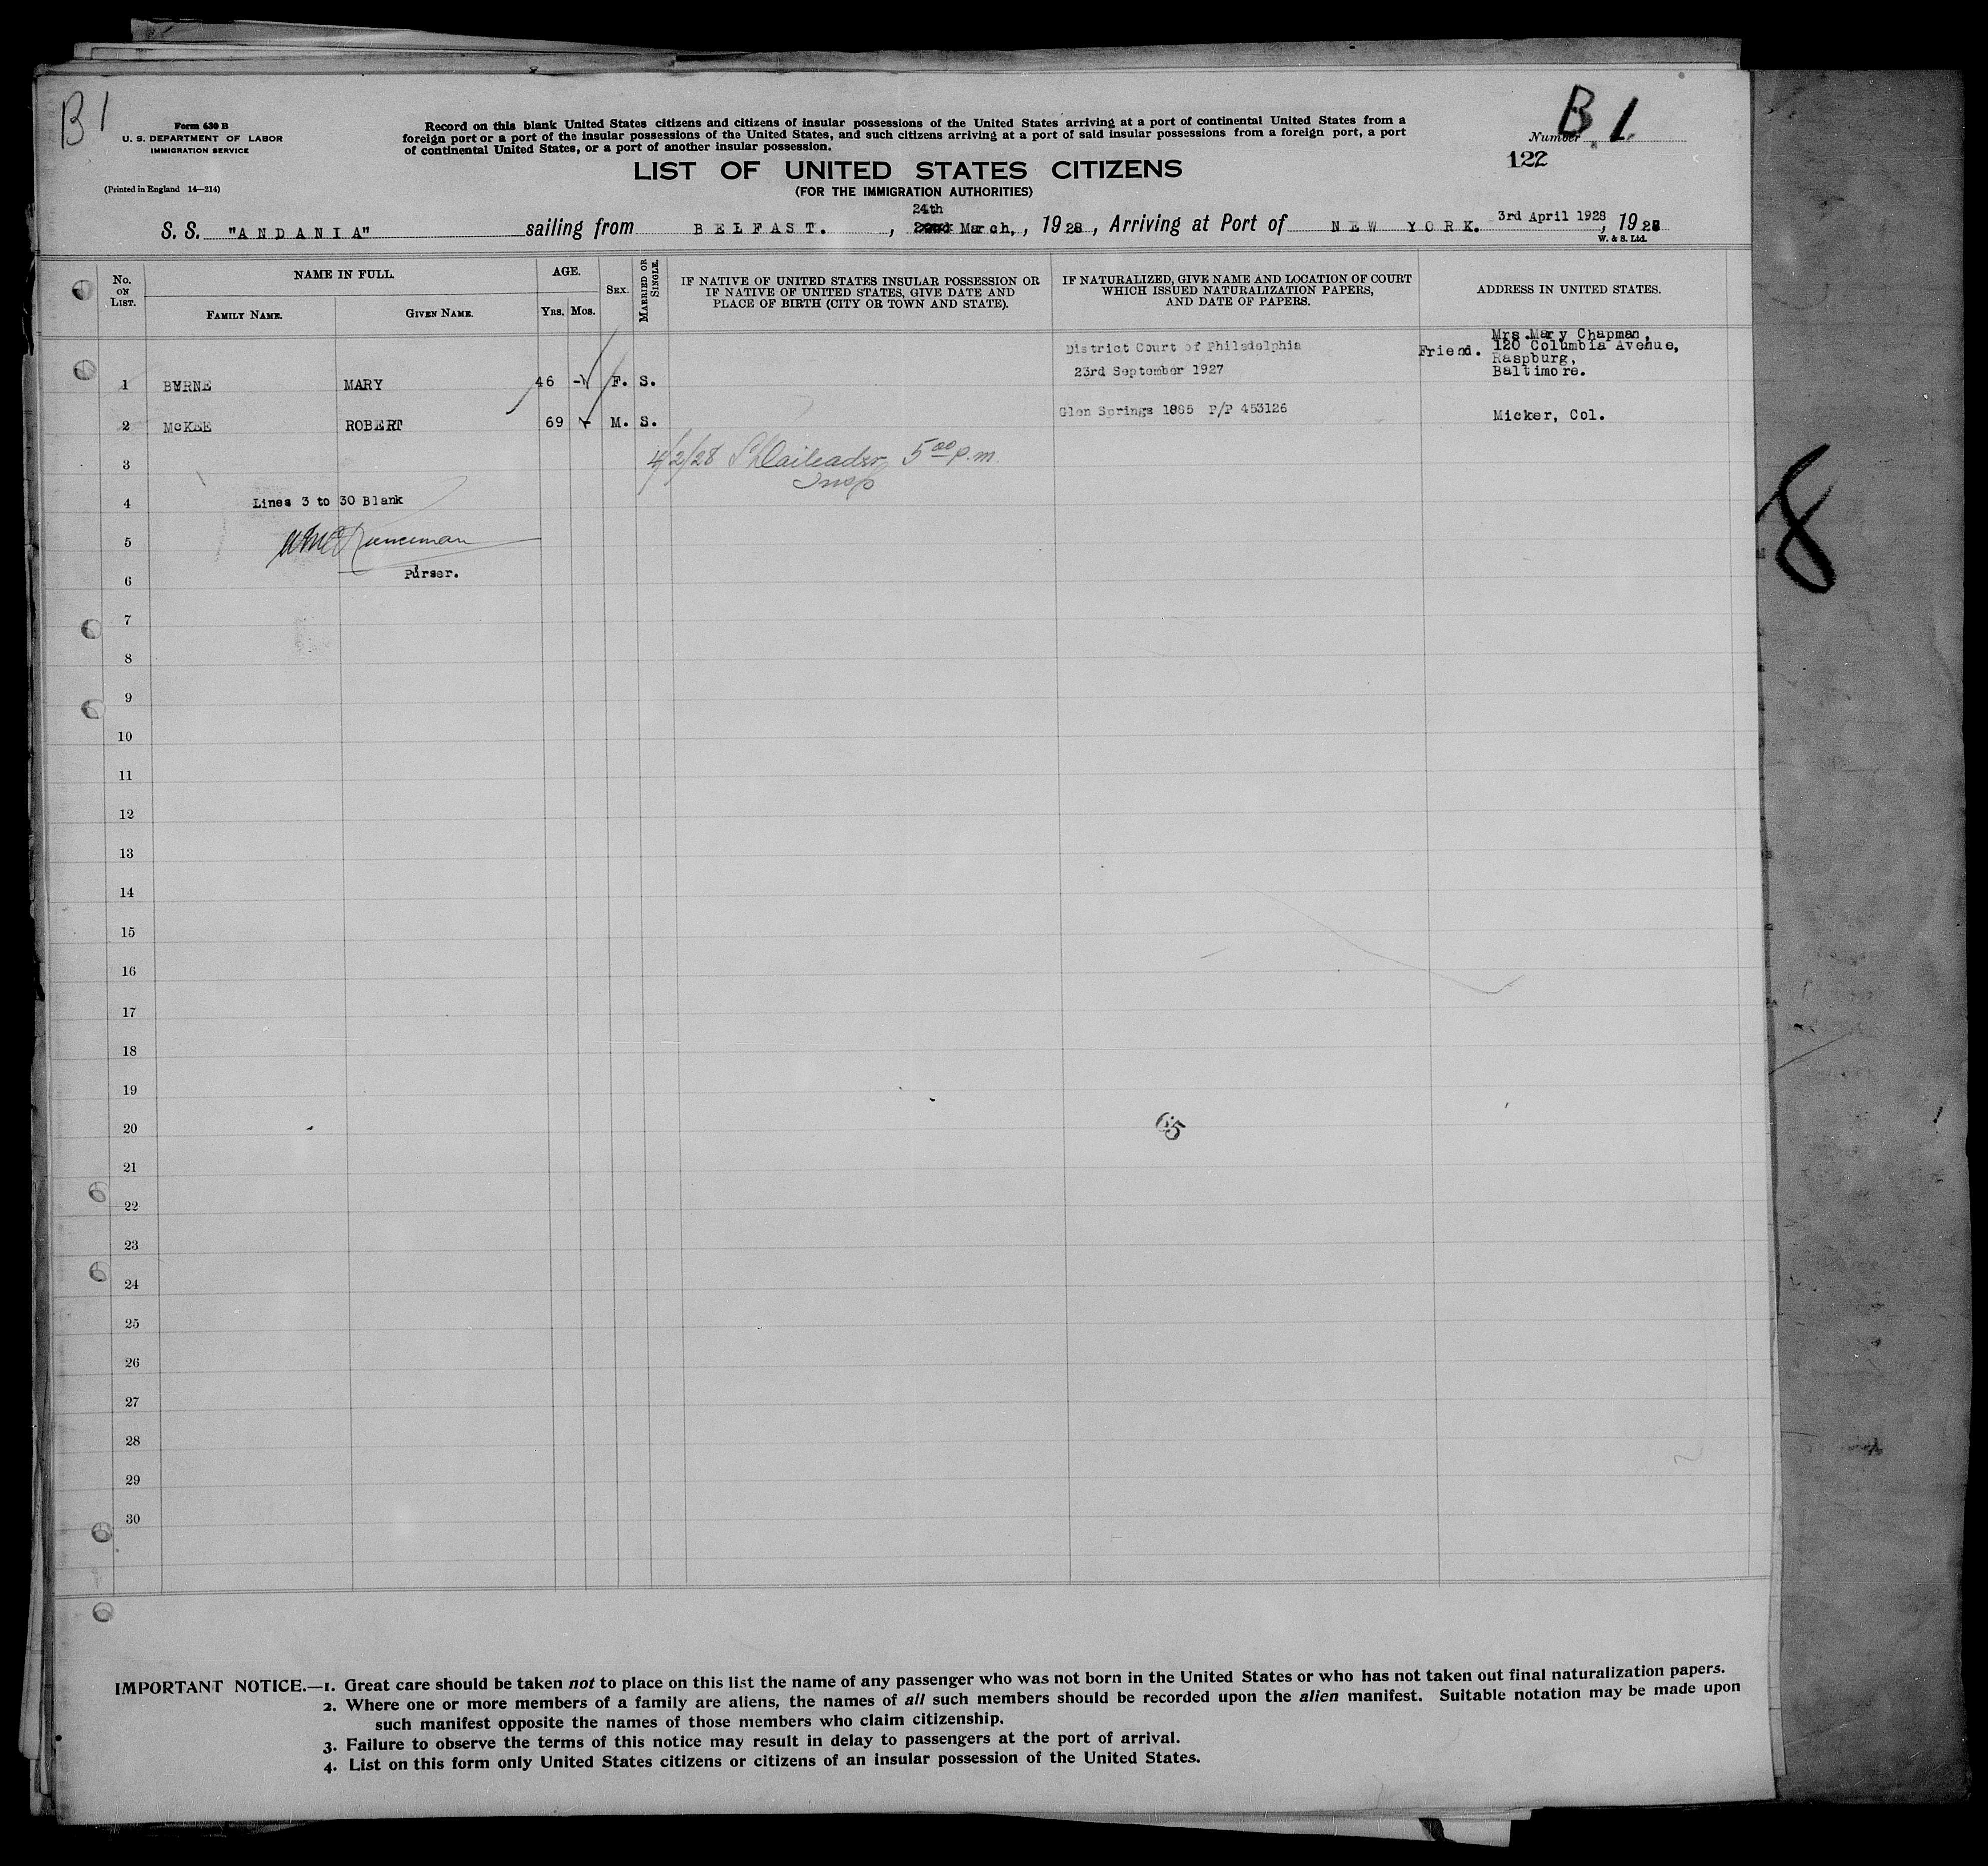 B1
B1.
Form 630 B
U. S. DEPARTMENT OF LABOR
IMMIGRATION SERVICE
(Printed in England 14—214)
Record on this blank United States citizens and citizens of insular possessions of the United States arriving at a port of continental United States from a
foreign port or a port of the insular possessions of the United States, and such citizens arriving at a port of said insular possessions from a foreign port, a port
of continental United States, or a port of another insular possession.
Number
122
LIST OF UNITED STATES CITIZENS
(FOR THE IMMIGRATION AUTHORITIES)
24th
S. S. "ANDANIA" sailing from BELFAST. , March, , 1928, Arriving at Port of NEW YORK. 3rd April 1928 , 1928
W. & S. Ltd.
No. ON LIST.
NAME IN FULL.
FAMILY NAME.
GIVEN NAME.
AGE.
YRS.
MOS.
SEX.
MARRIED OR SINGLE.
IF NATIVE OF UNITED STATES INSULAR POSSESSION OR
IF NATIVE OF UNITED STATES, GIVE DATE AND
PLACE OF BIRTH (CITY OR TOWN AND STATE).
IF NATURALIZED, GIVE NAME AND LOCATION OF COURT
WHICH ISSUED NATURALIZATION PAPERS,
AND DATE OF PAPERS.
ADDRESS IN UNITED STATES.
1 BYRNE MARY 46 - F. S.
District Court of Philadelphia
23rd September 1927
Friend.
Mrs.Mary Chapman,
120 Columbia Avenue,
Raspburg,
Baltimore.
2 McKEE ROBERT 69 - M. S. Glen Springs 1885 P/P 453126 Micker, Col.
3
4/2/28 5 00 p.m.
Insp
4
Lines 3 to 30 Blank
5
Purser.
6
7
8
9
10
11
12
13
14
15
16
17
18
19
20
65
21
22
23
24
25
26
27
28
29
30
8
IMPORTANT NOTICE.—1. Great care should be taken not to place on this list the name of any passenger who was not born in the United States or who has not taken out final naturalization papers.
2. Where one or more members of a family are aliens, the names of all such members should be recorded upon the alien manifest. Suitable notation may be made upon
such manifest opposite the names of those members who claim citizenship.
3. Failure to observe the terms of this notice may result in delay to passengers at the port of arrival.
4. List on this form only United States citizens or citizens of an insular possession of the United States.